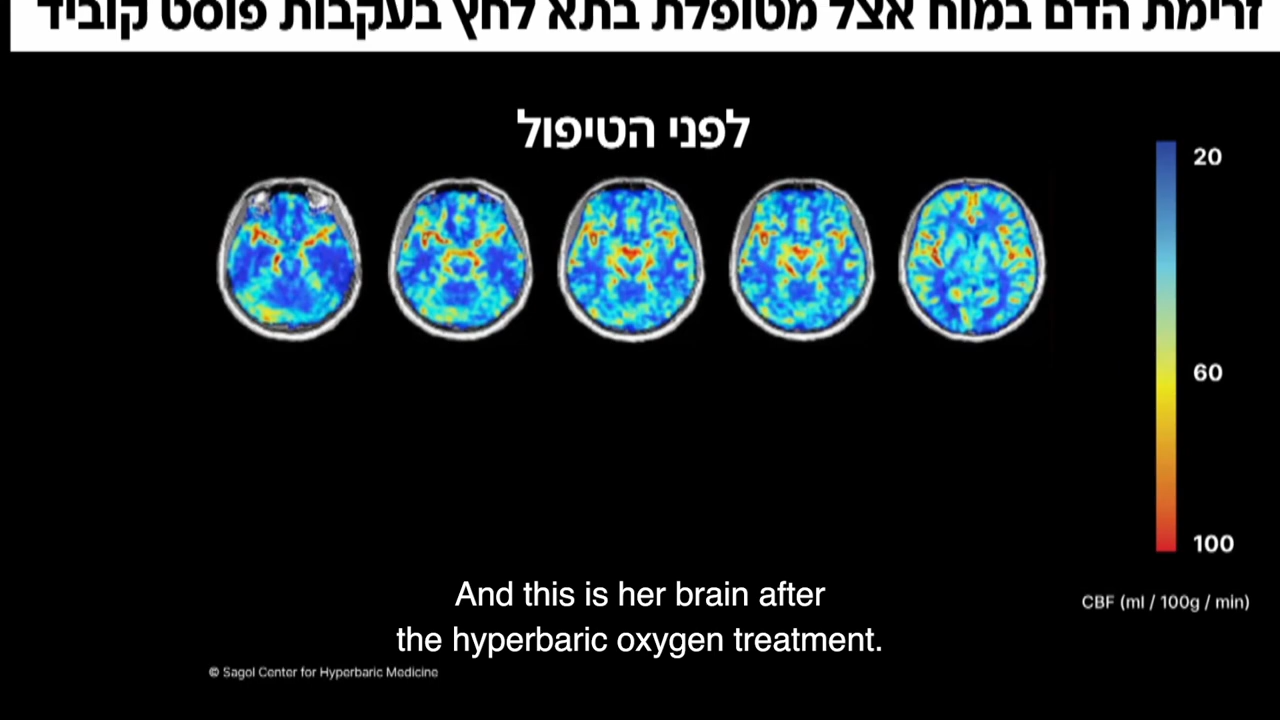 זרימת הדם במוח אצל מטופלת בתא לחץ בעקבות פוסט קוביד
לפני הטיפול
20
60
100
CBF (ml / 100g / min)
And this is her brain after
the hyperbaric oxygen treatment.
© Sagol Center for Hyperbaric Medicine